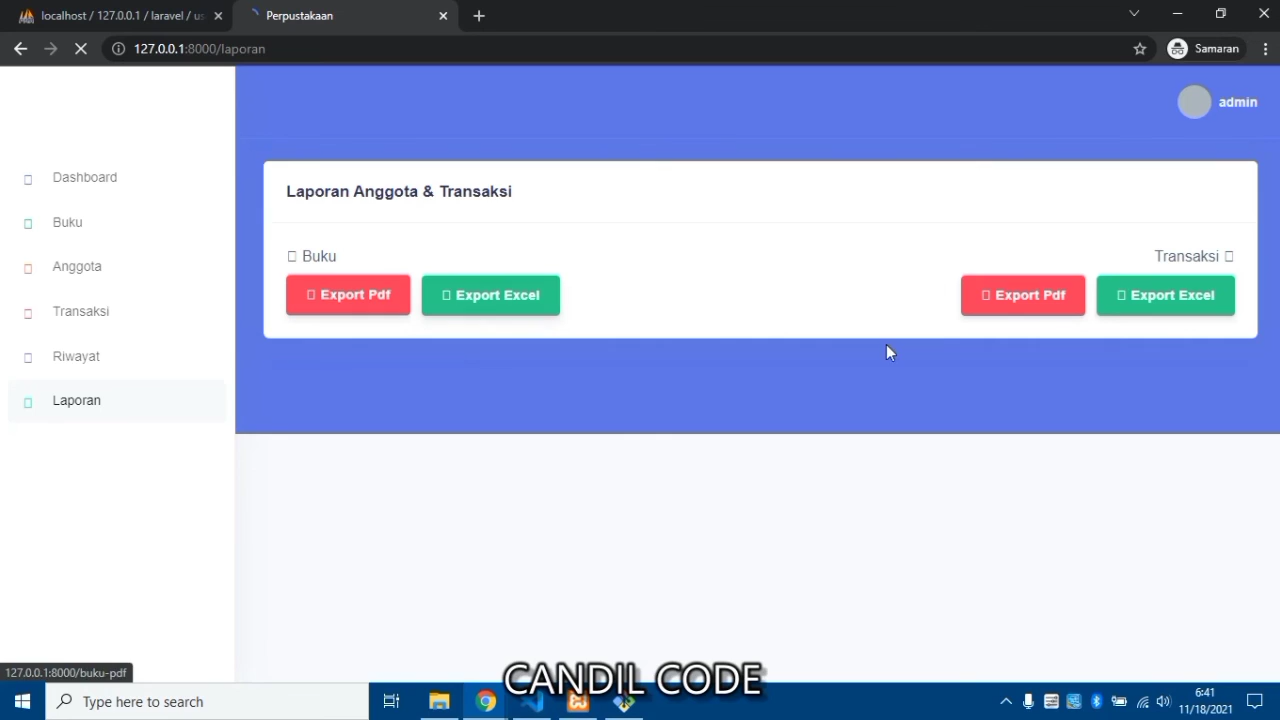 localhost / 127.0.0.1 / laravel / us
Perpustakaan
127.0.0.1:8000/laporan
Samaran
admin
Dashboard
Buku
Anggota
Transaksi
Riwayat
Laporan
Laporan Anggota & Transaksi
Buku
Transaksi
Export Pdf
Export Excel
Export Pdf
Export Excel
127.0.0.1:8000/buku-pdf
CANDIL CODE
Type here to search
6:41
11/18/2021